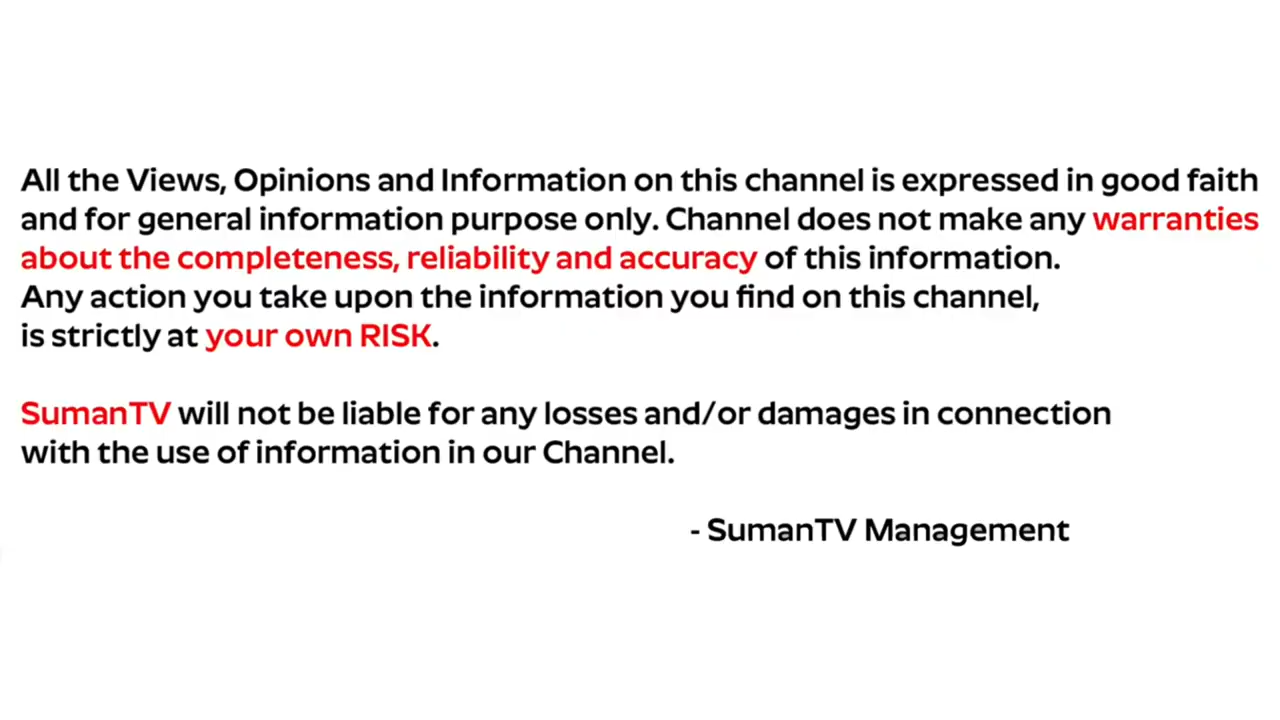 All the Views, Opinions and Information on this channel is expressed in good faith
and for general information purpose only. Channel does not make any warranties
about the completeness, reliability and accuracy of this information.
Any action you take upon the information you find on this channel,
is strictly at your own RISK.
SumanTV will not be liable for any losses and/or damages in connection
with the use of information in our Channel.
- SumanTV Management